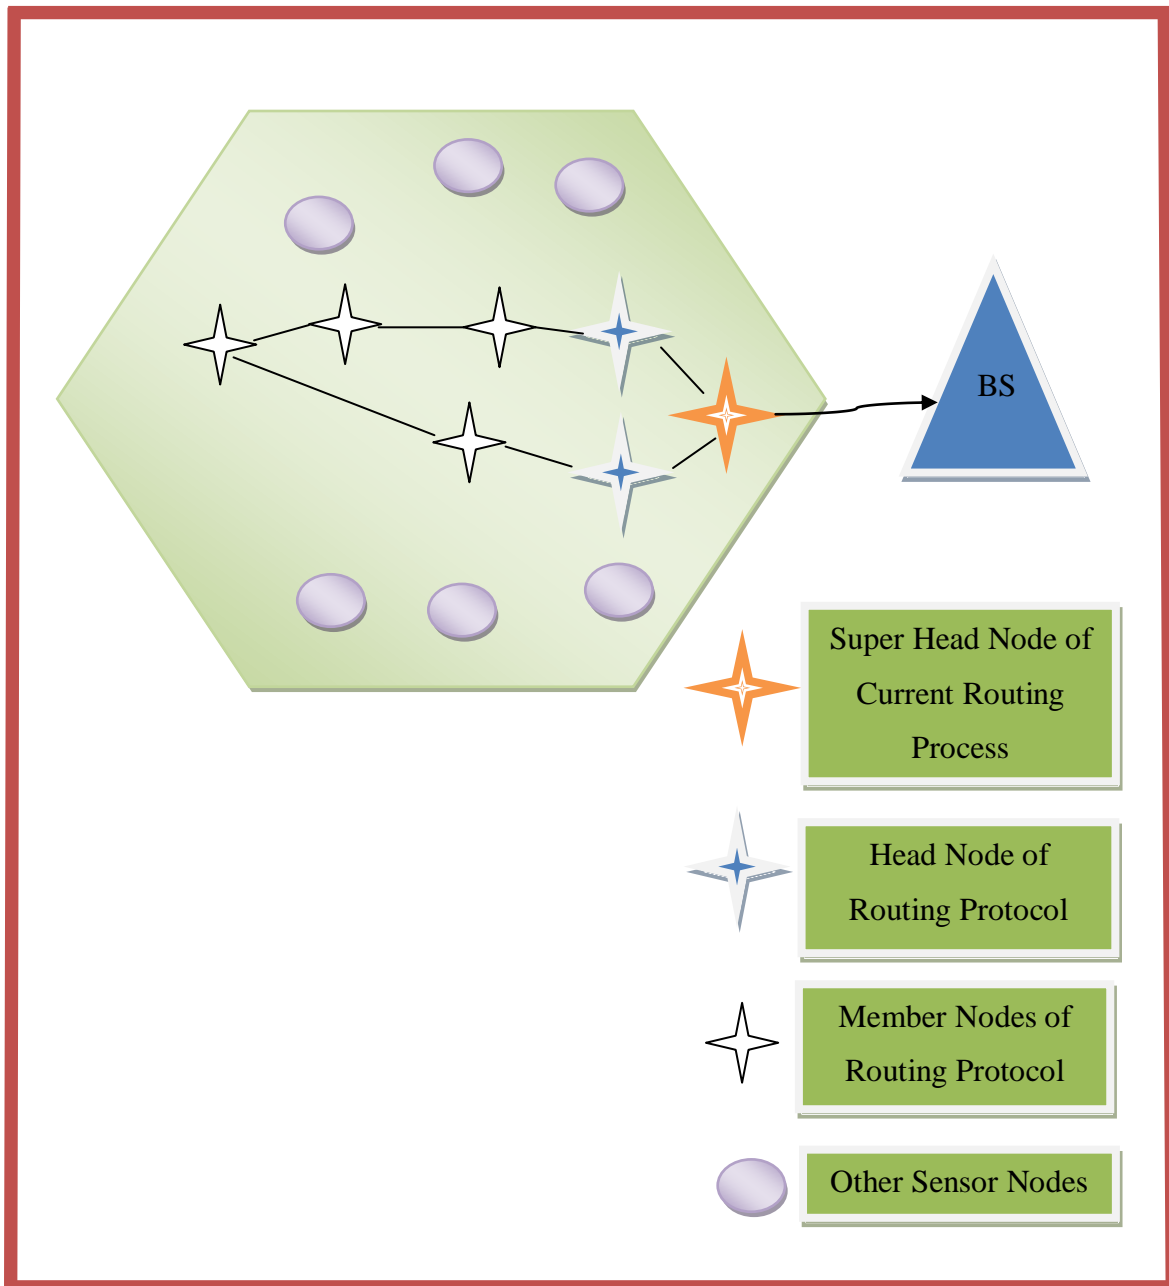 BS
Super Head Node of
Current Routing
Process
Head Node of
Routing Protocol
Member Nodes of
Routing Protocol
Other Sensor Nodes